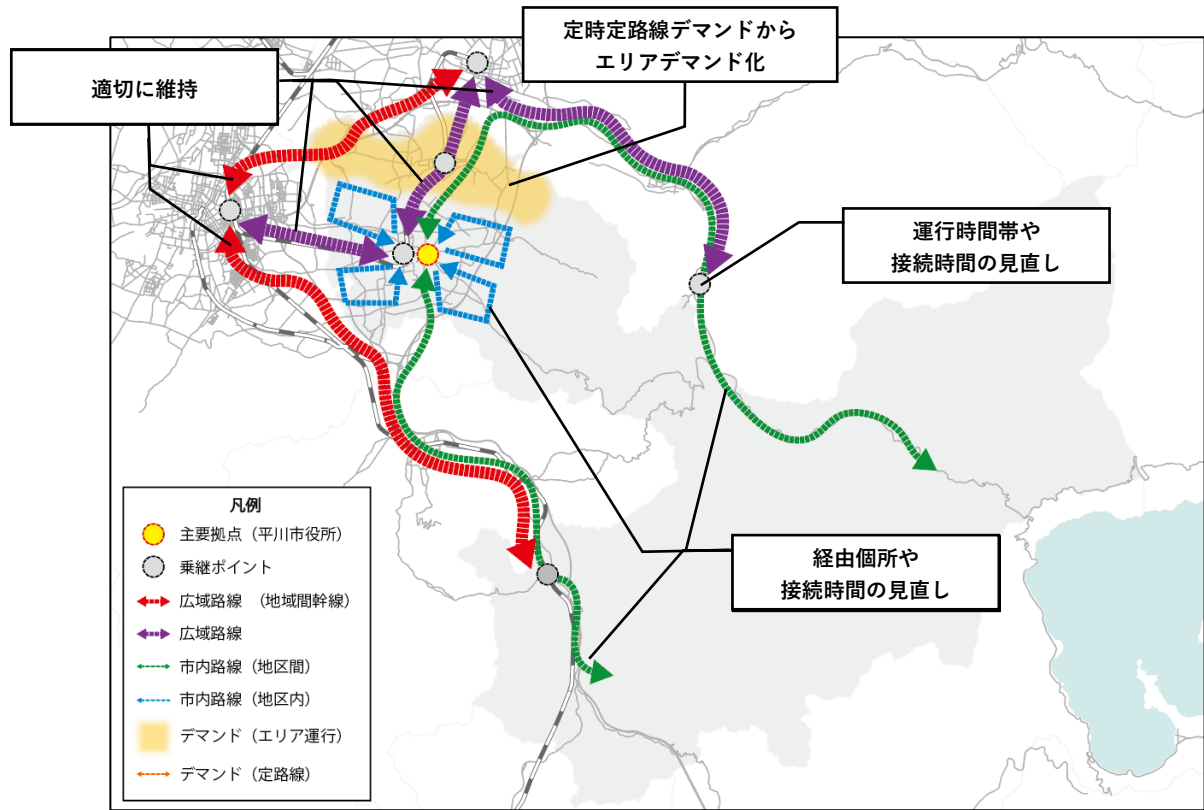 定時定路線デマンドから
エリアデマンド化
適切に維持
運行時間帯や
接続時間の見直し
経由個所や
接続時間の見直し
凡例
主要拠点（平川市役所）
乗継ポイント
広域路線　（地域間幹線）
広域路線
市内路線（地区間）
市内路線（地区内）
デマンド（エリア運行）
デマンド（定路線）